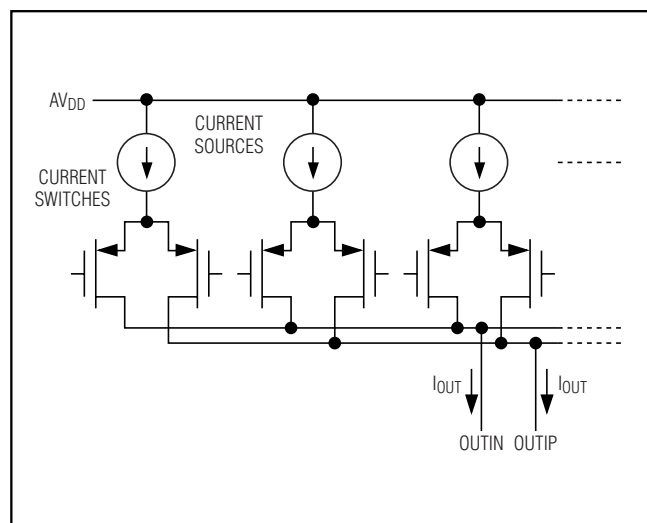 AVDD
CURRENT
SOURCES
CURRENT
SWITCHES
IOUT
IOUT
OUTIN
OUTIP